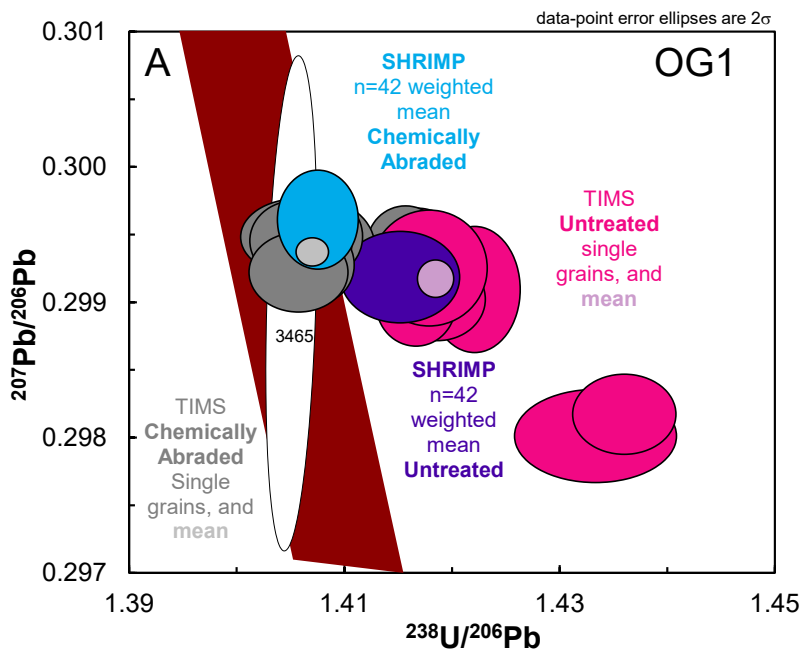 data-point error ellipses are 2σ
0.301
0.300
0.299
0.298
0.297
²⁰⁷Pb/²⁰⁶Pb
A
OG1
SHRIMP
n=42 weighted
mean
Chemically
Abraded
TIMS
Untreated
single
grains, and
mean
3465
SHRIMP
n=42
weighted
mean
Untreated
TIMS
Chemically
Abraded
Single
grains, and
mean
1.39
1.41
1.43
1.45
²³⁸U/²⁰⁶Pb